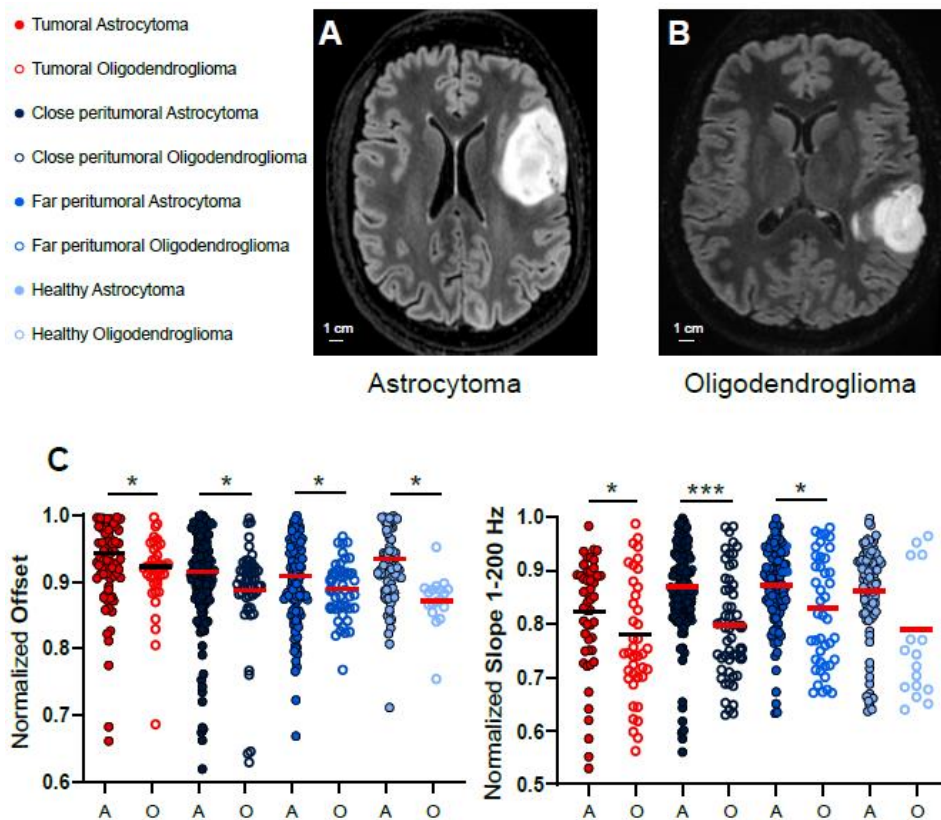 Tumoral Astrocytoma
Tumoral Oligodendroglioma
Close peritumoral Astrocytoma
Close peritumoral Oligodendroglioma
Far peritumoral Astrocytoma
Far peritumoral Oligodendroglioma
Healthy Astrocytoma
Healthy Oligodendroglioma
A
1 cm
Astrocytoma
B
1 cm
Oligodendroglioma
C
Normalized Offset
1.0
0.9
0.8
0.7
0.6
* * * *
A O A O A O A O
Normalized Slope 1-200 Hz
1.0
0.9
0.8
0.7
0.6
0.5
* *** *
A O A O A O A O